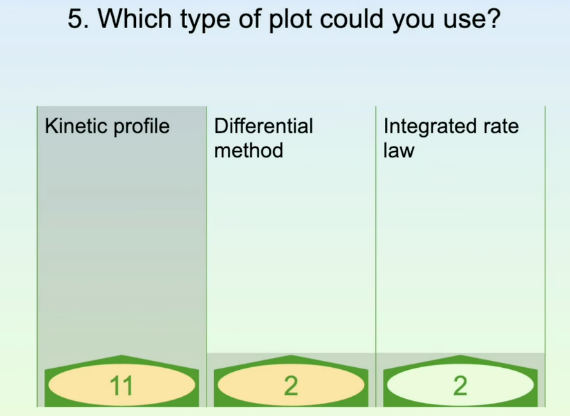 5. Which type of plot could you use?
Kinetic profile
Differential
method
Integrated rate
law
11
2
2